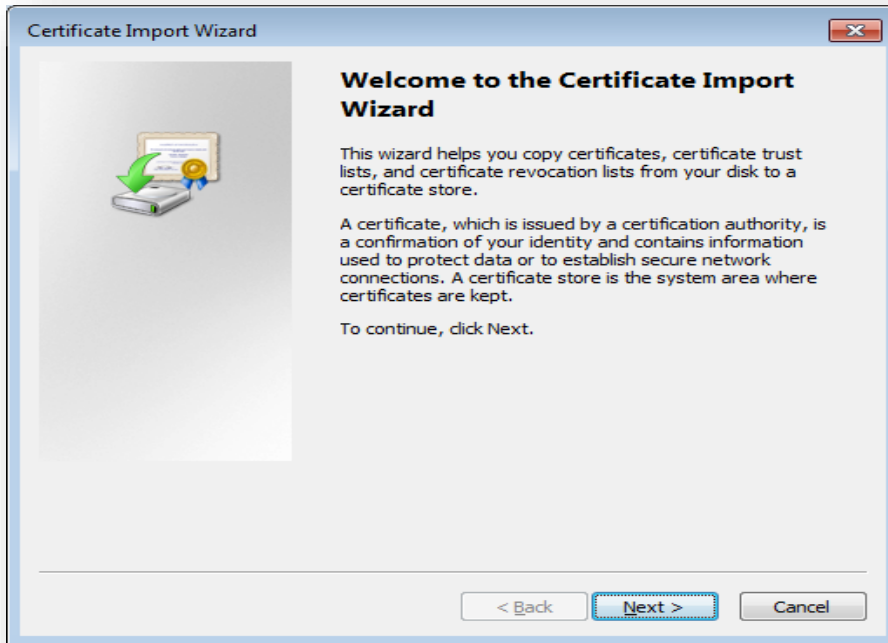 Certificate Import Wizard
Welcome to the Certificate Import
Wizard
This wizard helps you copy certificates, certificate trust
lists, and certificate revocation lists from your disk to a
certificate store.
A certificate, which is issued by a certification authority, is
a confirmation of your identity and contains information
used to protect data or to establish secure network
connections. A certificate store is the system area where
certificates are kept.
To continue, click Next.
< Back Next > Cancel